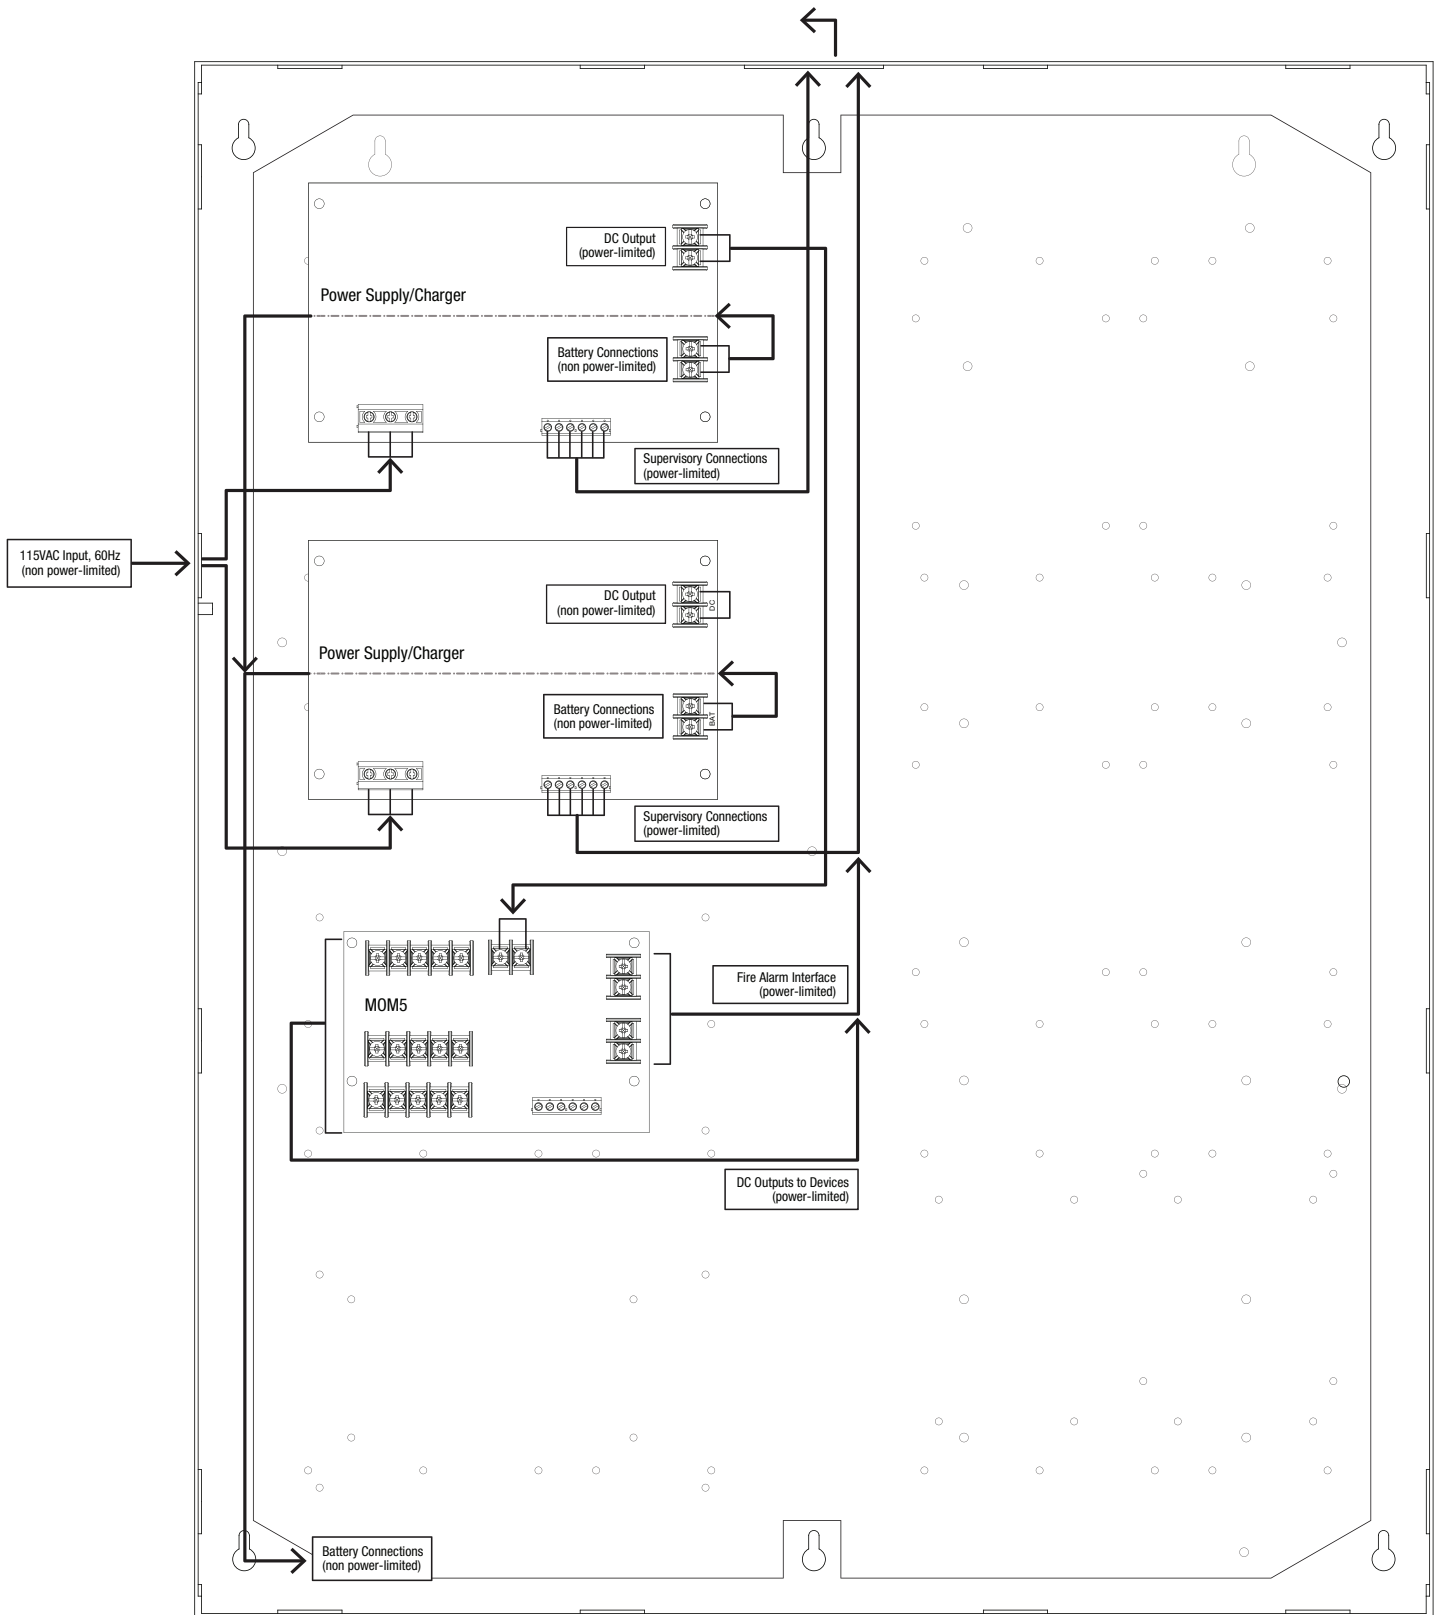 DC Output
(power-limited)
Power Supply/Charger
Battery Connections
(non power-limited)
Supervisory Connections
(power-limited)
115VAC Input, 60Hz
(non power-limited)
DC Output
(non power-limited)
DC
Power Supply/Charger
Battery Connections
(non power-limited)
BAT
Supervisory Connections
(power-limited)
Fire Alarm Interface
(power-limited)
MOM5
DC Outputs to Devices
(power-limited)
Battery Connections
(non power-limited)